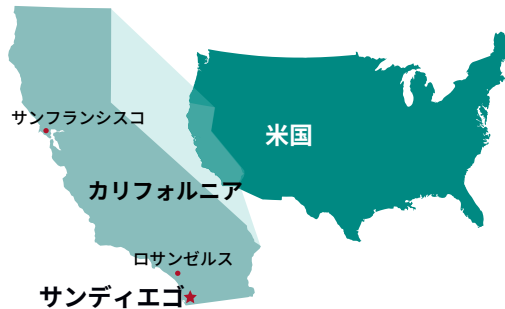 サンフランシスコ
米国
カリフォルニア
ロサンゼルス
サンディエゴ